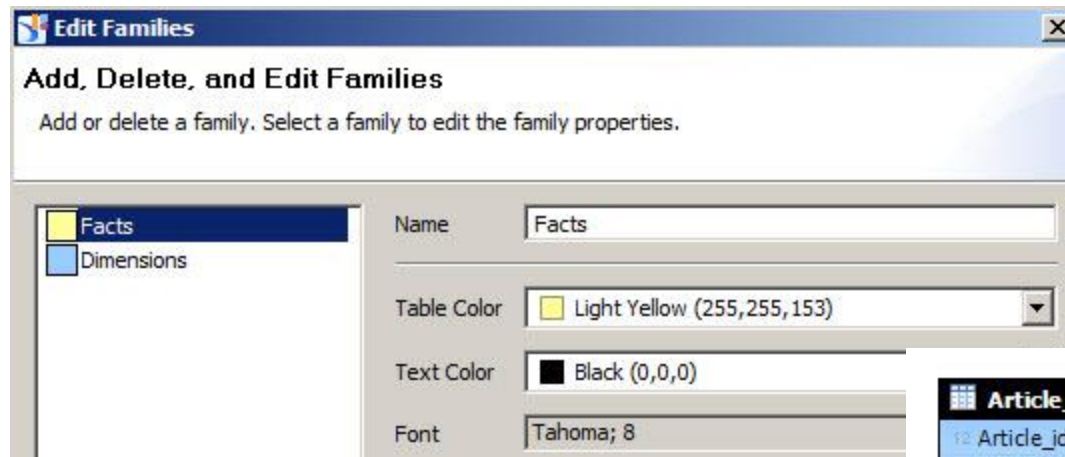 Edit Families
Add, Delete, and Edit Families
Add or delete a family. Select a family to edit the family properties.
Facts
Dimensions
Name Facts
Table Color Light Yellow (255,255,153)
Text Color Black (0,0,0)
Font Tahoma; 8
Article_